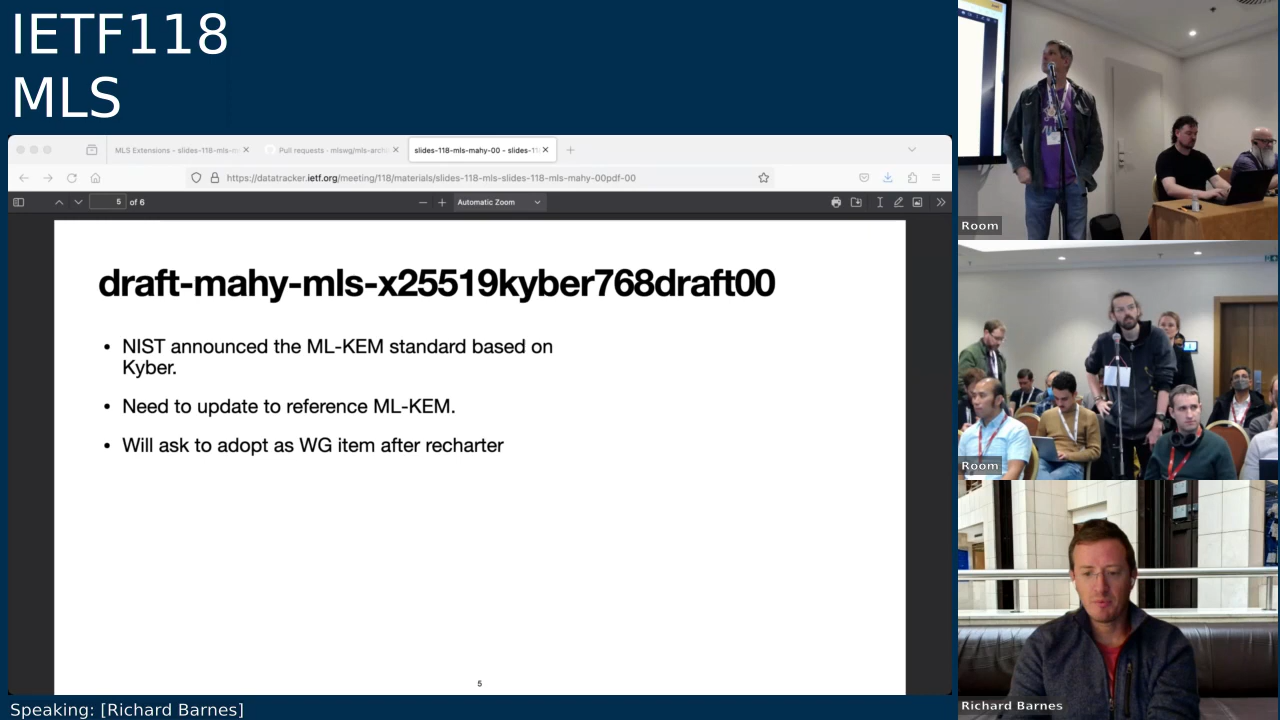 IETF118
MLS
MLS Extensions - slides-118-mls-m
Pull requests · mlswg/mls-archi
slides-118-mls-mahy-00 - slides-11
https://datatracker.ietf.org/meeting/118/materials/slides-118-mls-slides-118-mls-mahy-00pdf-00
5 of 6
Automatic Zoom
draft-mahy-mls-x25519kyber768draft00
• NIST announced the ML-KEM standard based on
Kyber.
• Need to update to reference ML-KEM.
• Will ask to adopt as WG item after recharter
5
Room
Room
Richard Barnes
Speaking: [Richard Barnes]